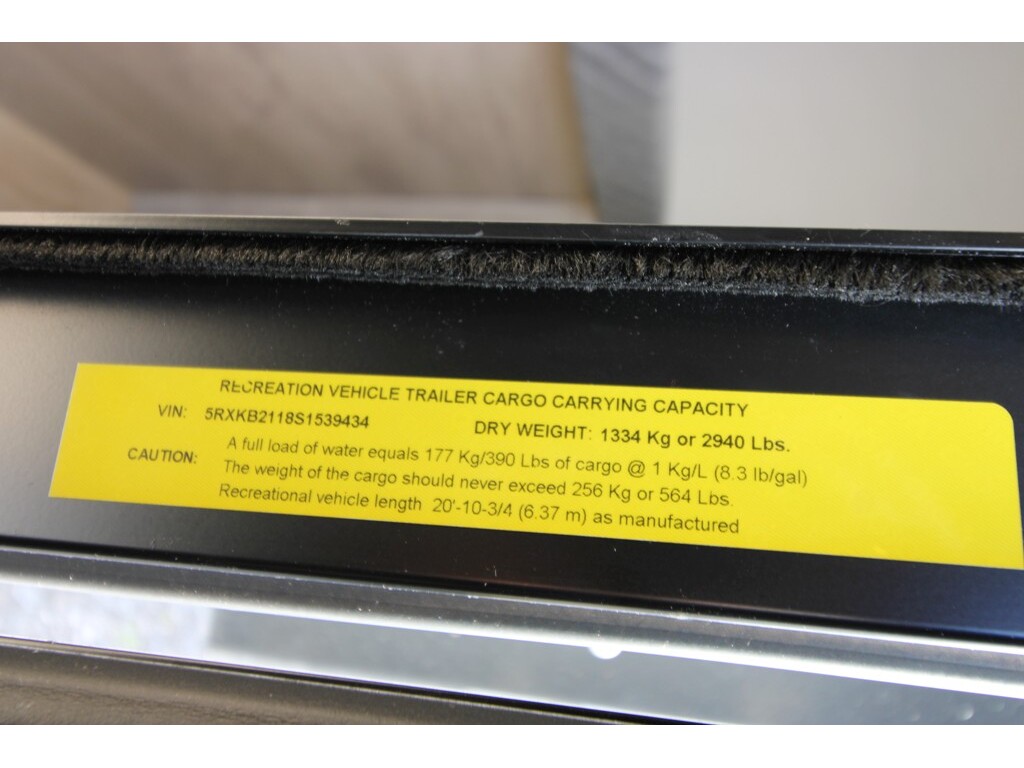 RECREATION VEHICLE TRAILER CARGO CARRYING CAPACITY
VIN: 5RXKB2118S1539434 DRY WEIGHT: 1334 Kg or 2940 Lbs.
CAUTION: A full load of water equals 177 Kg/390 Lbs of cargo @ 1 Kg/L (8.3 lb/gal)
The weight of the cargo should never exceed 256 Kg or 564 Lbs.
Recreational vehicle length 20'-10-3/4 (6.37 m) as manufactured